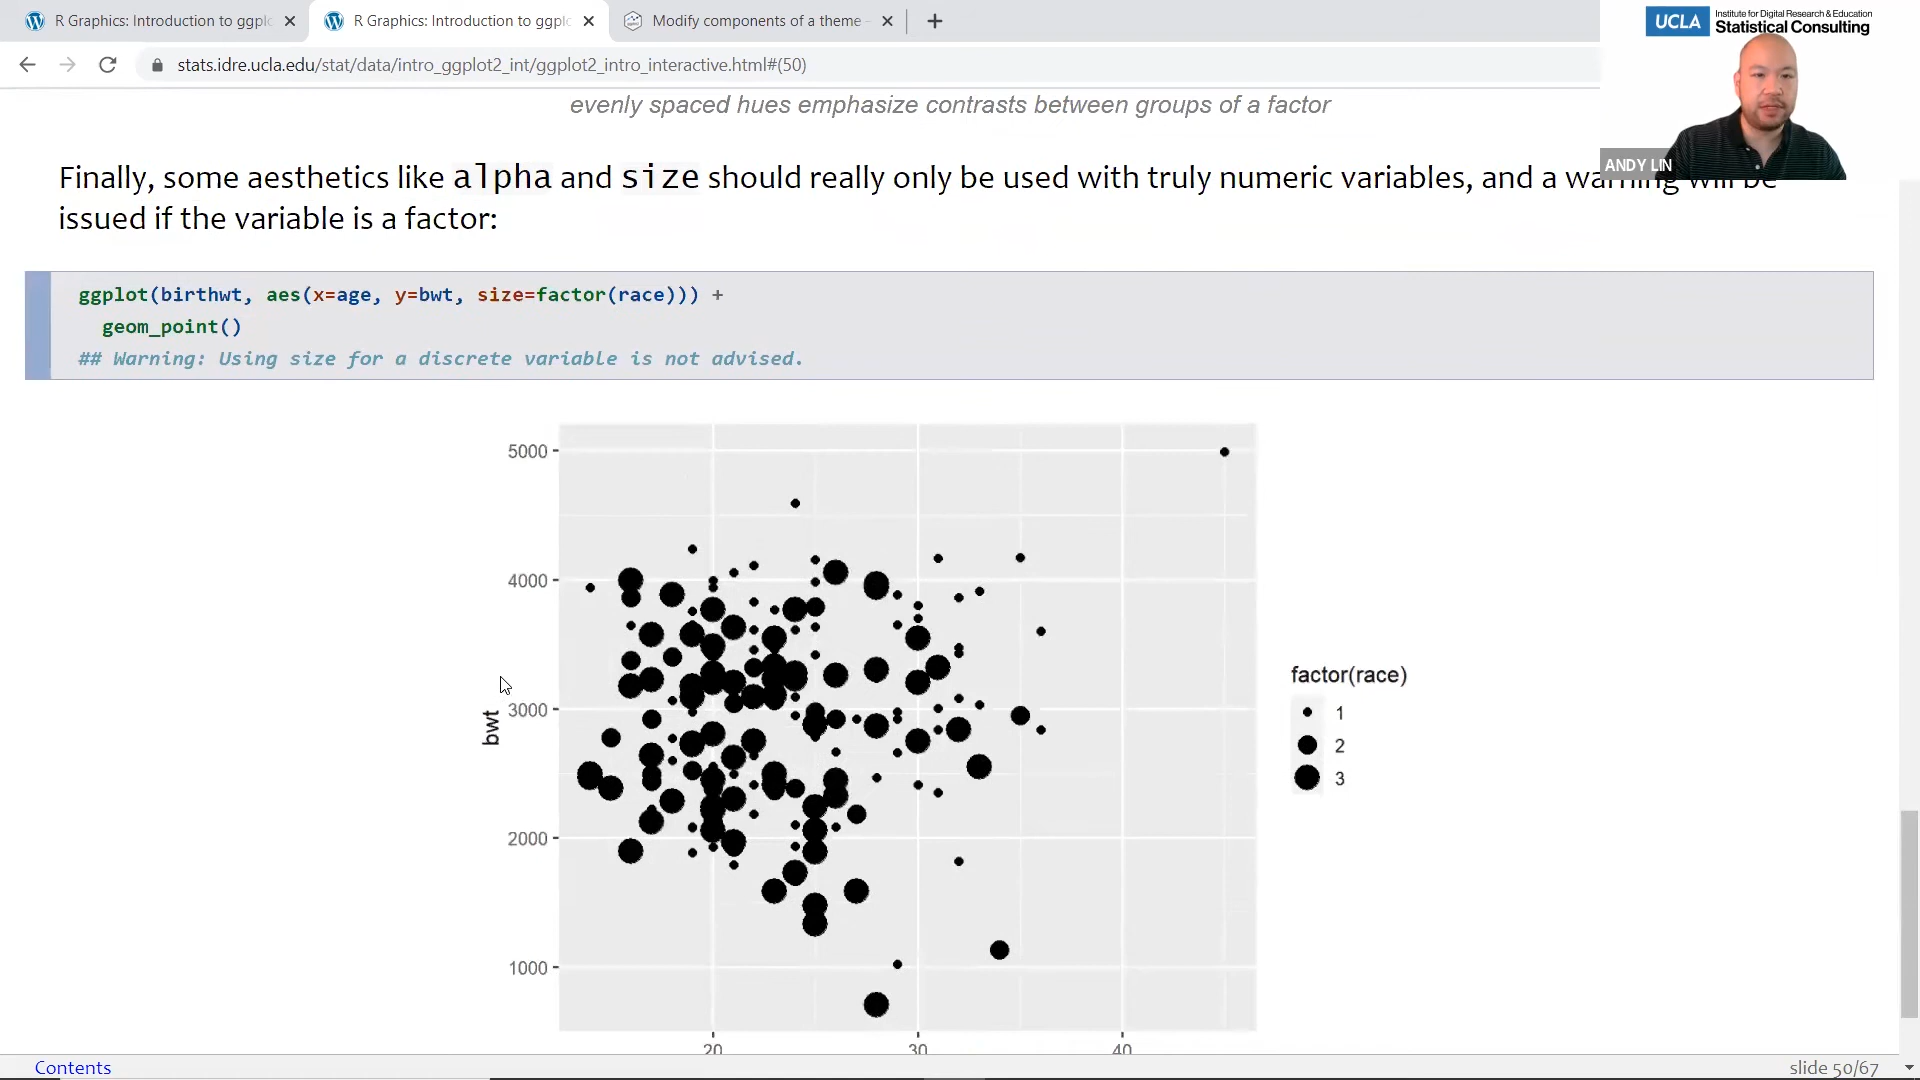 R Graphics: Introduction to ggplo
R Graphics: Introduction to ggplo
Modify components of a theme -
UCLA
Institute for Digital Research & Education
Statistical Consulting
stats.idre.ucla.edu/stat/data/intro_ggplot2_int/ggplot2_intro_interactive.html#(50)
evenly spaced hues emphasize contrasts between groups of a factor
ANDY LIN
Finally, some aesthetics like alpha and size should really only be used with truly numeric variables, and a warning will be
issued if the variable is a factor:
ggplot(birthwt, aes(x=age, y=bwt, size=factor(race))) +
geom_point()
## Warning: Using size for a discrete variable is not advised.
5000
4000
3000
2000
1000
bwt
20 30 40
factor(race)
1
2
3
Contents
slide 50/67